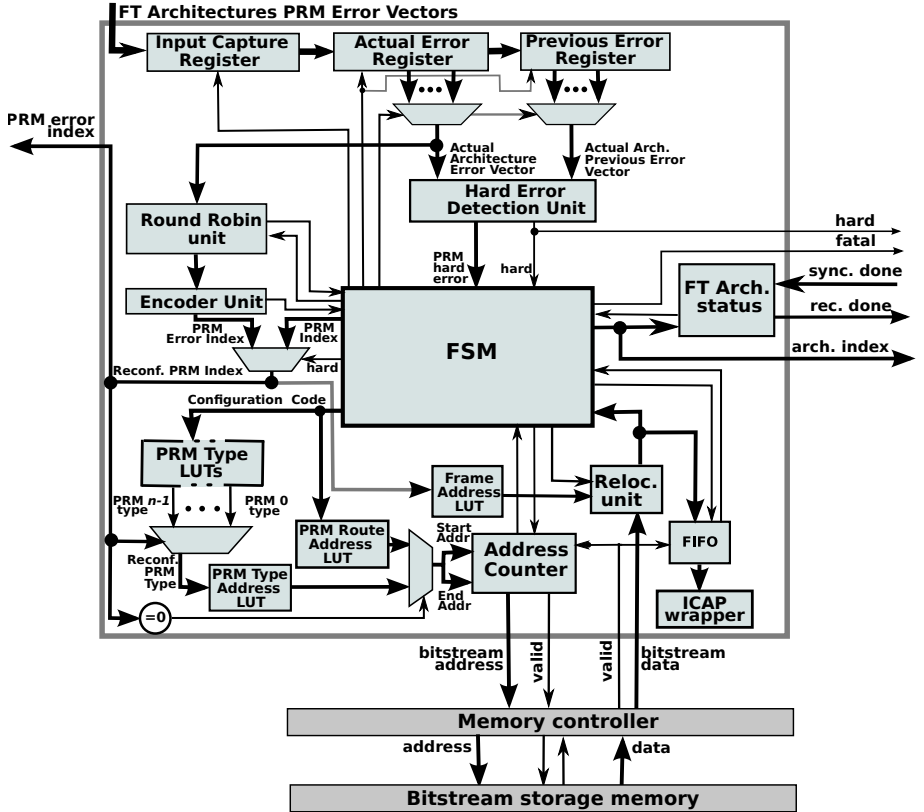 FT Architectures PRM Error Vectors
Input Capture
Register
Actual Error
Register
Previous Error
Register
PRM error
index
Actual
Architecture
Error Vector
Actual Arch.
Previous Error
Vector
Hard Error
Detection Unit
Round Robin
unit
hard
fatal
PRM
hard
error
hard
sync. done
FT Arch.
status
rec. done
Encoder Unit
PRM
Error Index
PRM
Index
FSM
arch. index
hard
Reconf. PRM Index
Configuration Code
PRM Type
LUTs
Frame
Address
LUT
Reloc.
unit
PRM n-1
type
PRM 0
type
PRM Route
Address
LUT
Start
Addr
Address
Counter
FIFO
Reconf.
PRM
Type
PRM Type
Address
LUT
End
Addr
ICAP
wrapper
=0
bitstream
address
valid
valid
bitstream
data
Memory controller
address
data
Bitstream storage memory